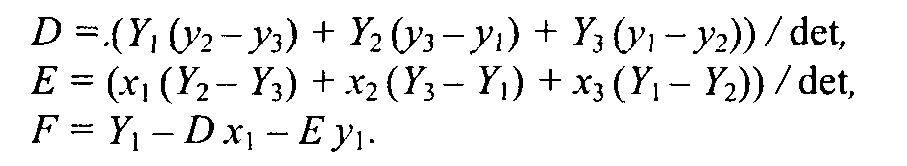 D =.(Y₁ (y₂ – y₃) + Y₂ (y₃ – y₁) + Y₃ (y₁ – y₂)) / det,
E = (x₁ (Y₂ – Y₃) + x₂ (Y₃ – Y₁) + x₃ (Y₁ – Y₂)) / det,
F = Y₁ – D x₁ – E y₁.